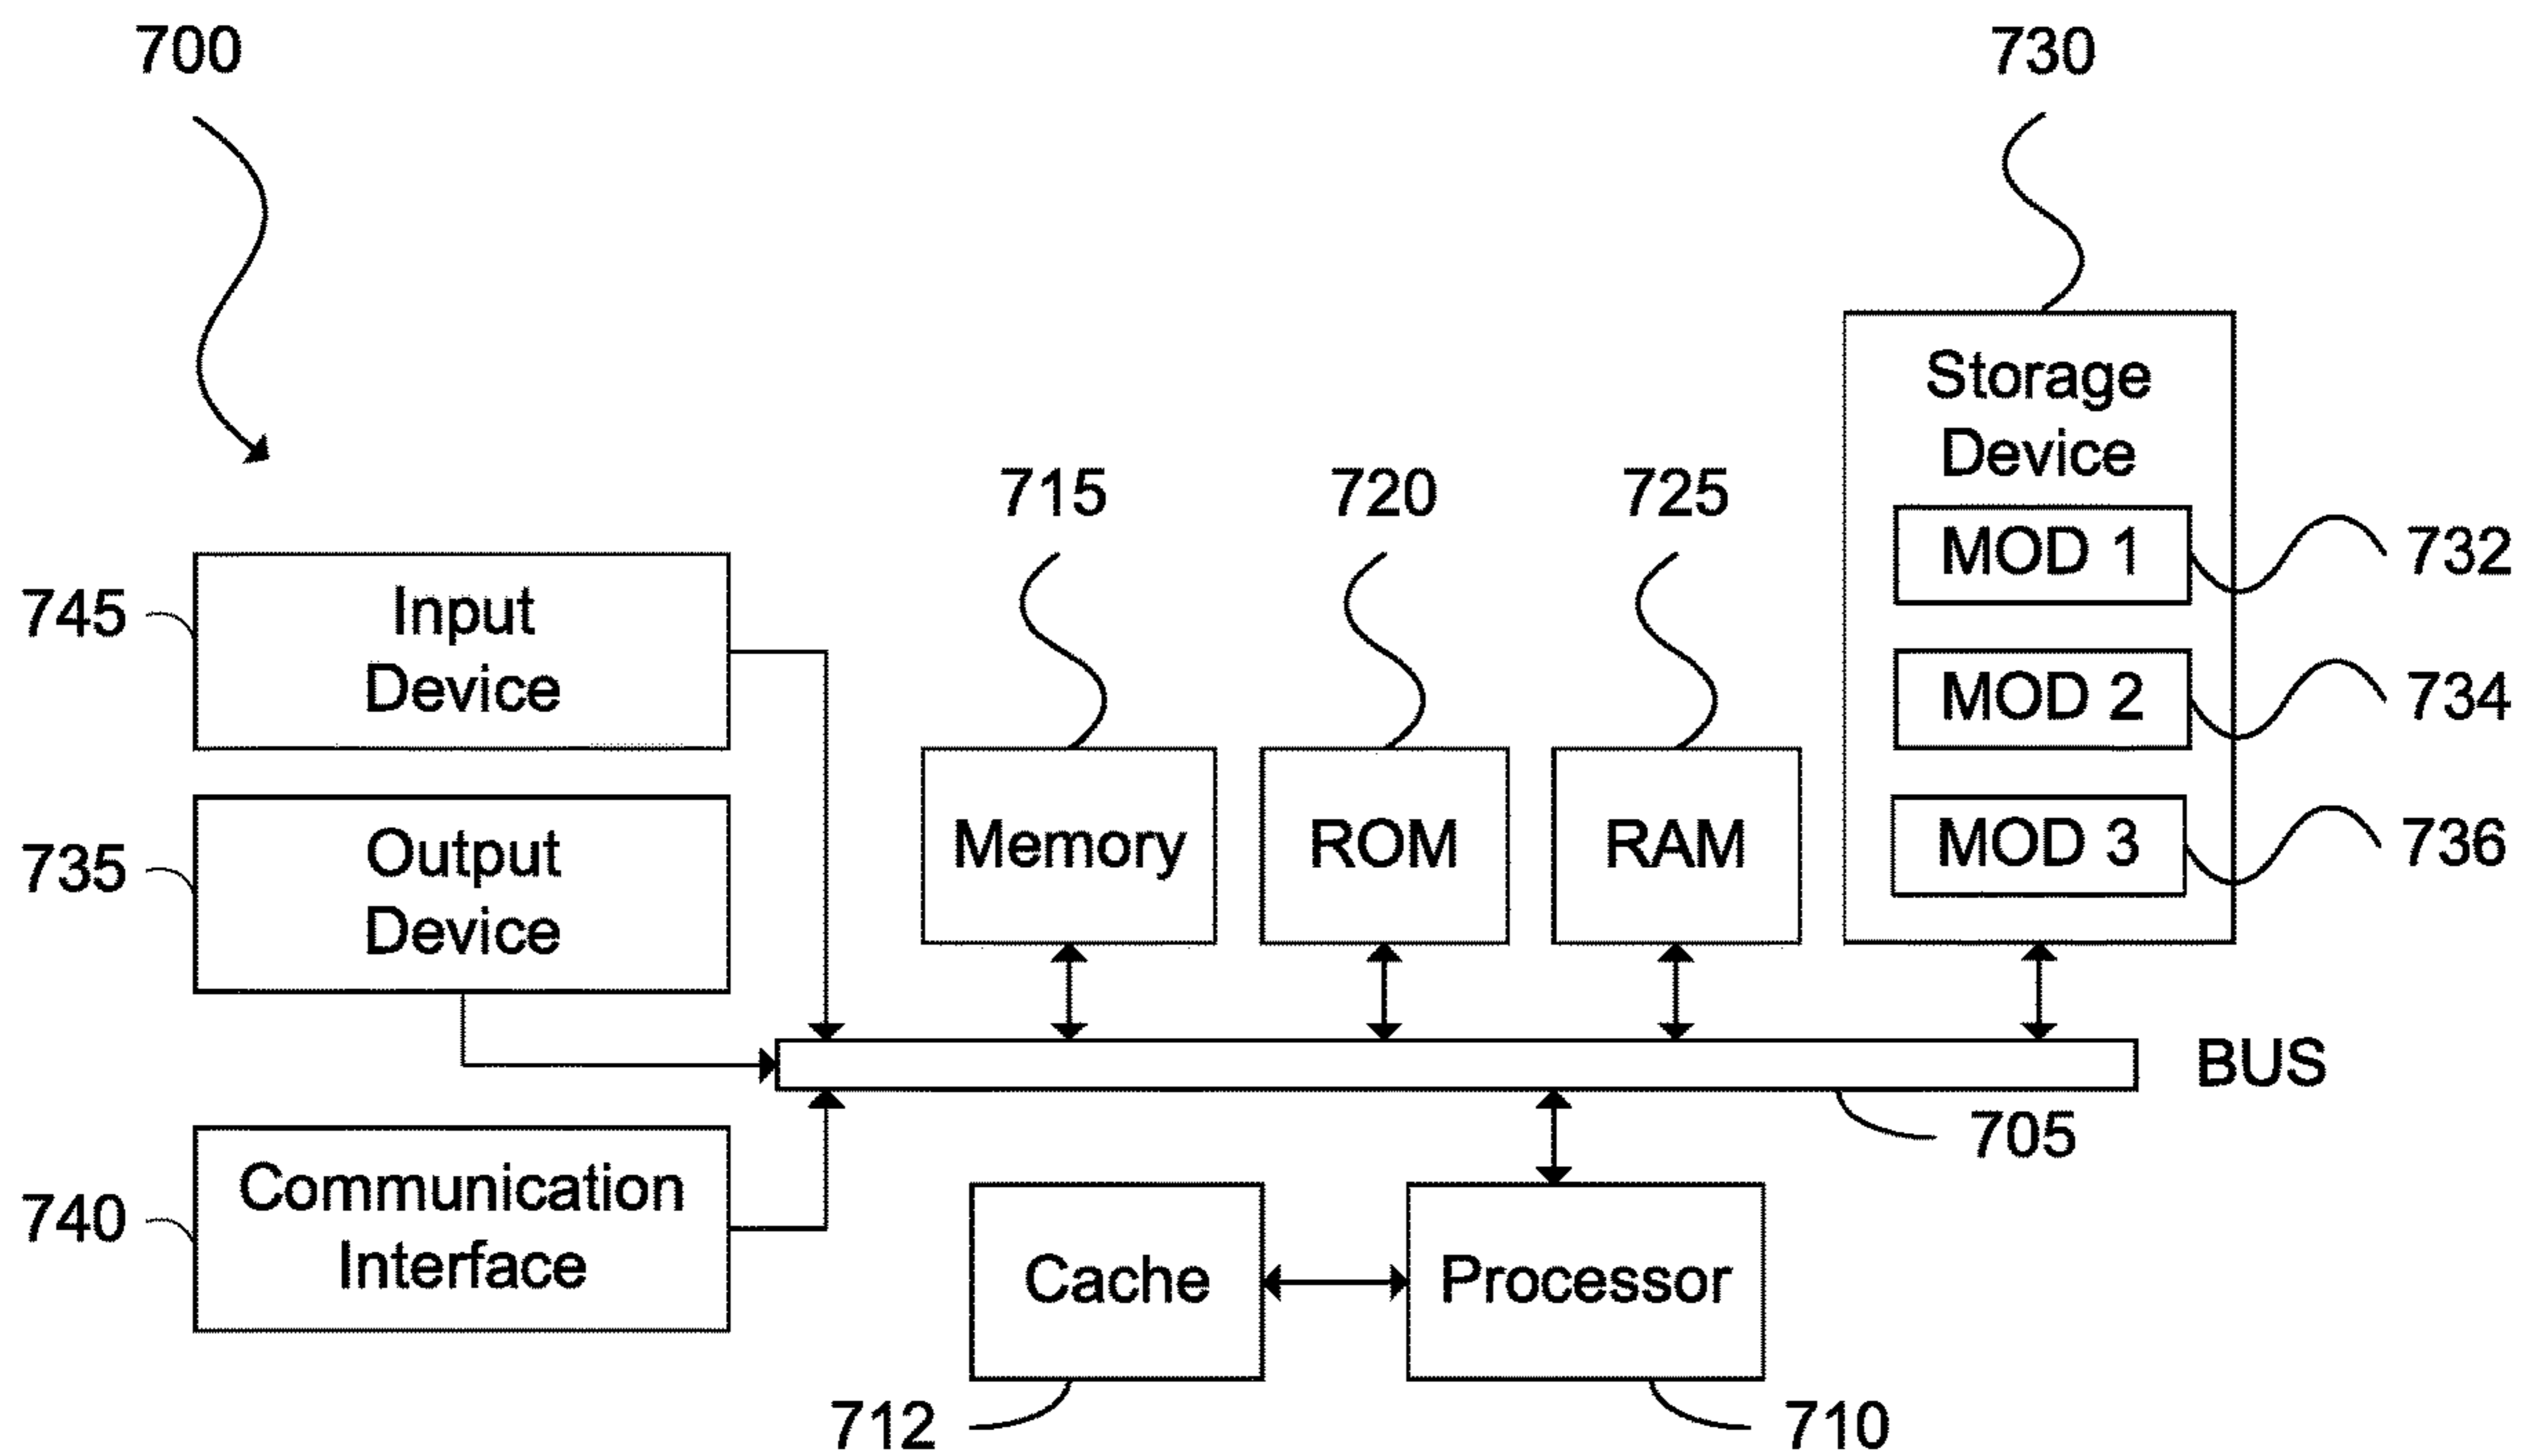 700
730
Storage
Device
715
720
725
MOD 1
732
745
Input
Device
MOD 2
734
735
Output
Device
Memory
ROM
RAM
MOD 3
736
BUS
705
740
Communication
Interface
Cache
Processor
712
710